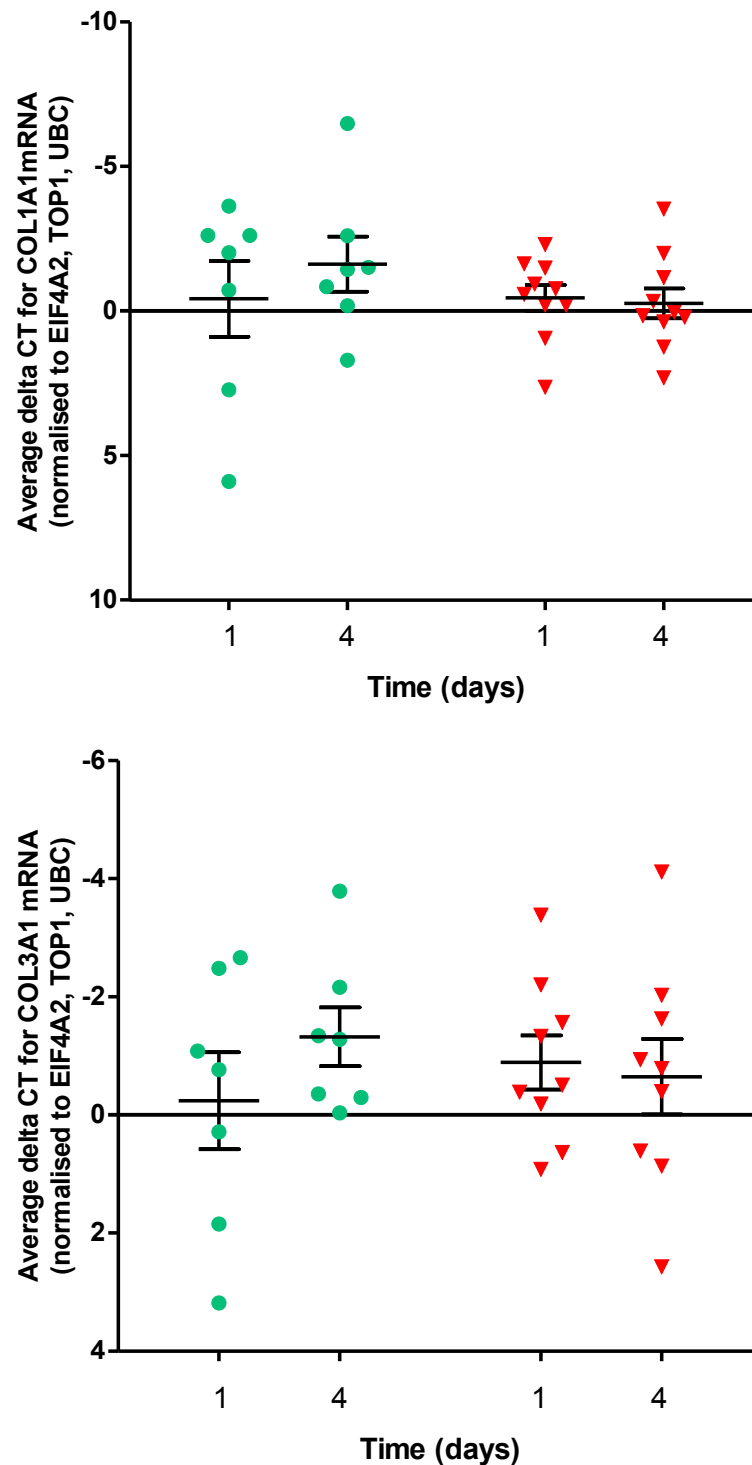 Average delta CT for COL1A1mRNA
(normalised to EIF4A2, TOP1, UBC)
-10
-5
0
5
10
1 4 1 4
Time (days)
Average delta CT for COL3A1 mRNA
(normalised to EIF4A2, TOP1, UBC)
-6
-4
-2
0
2
4
1 4 1 4
Time (days)